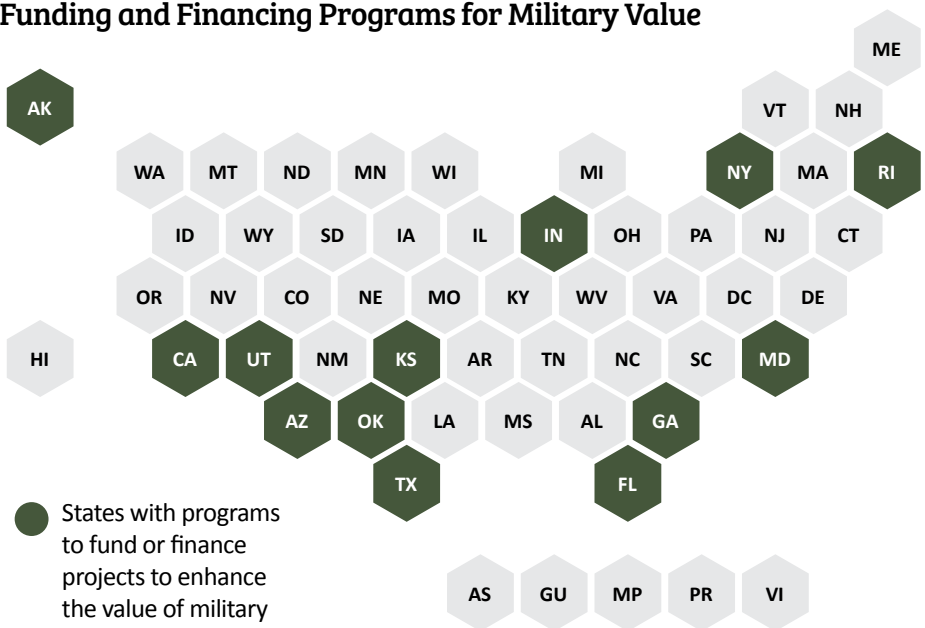 Funding and Financing Programs for Military Value
ME
AK
VT NH
WA MT ND MN WI MI NY MA RI
ID WY SD IA IL IN OH PA NJ CT
OR NV CO NE MO KY WV VA DC DE
HI CA UT NM KS AR TN NC SC MD
AZ OK LA MS AL GA
TX FL
States with programs
to fund or finance
projects to enhance
the value of military
AS GU MP PR VI